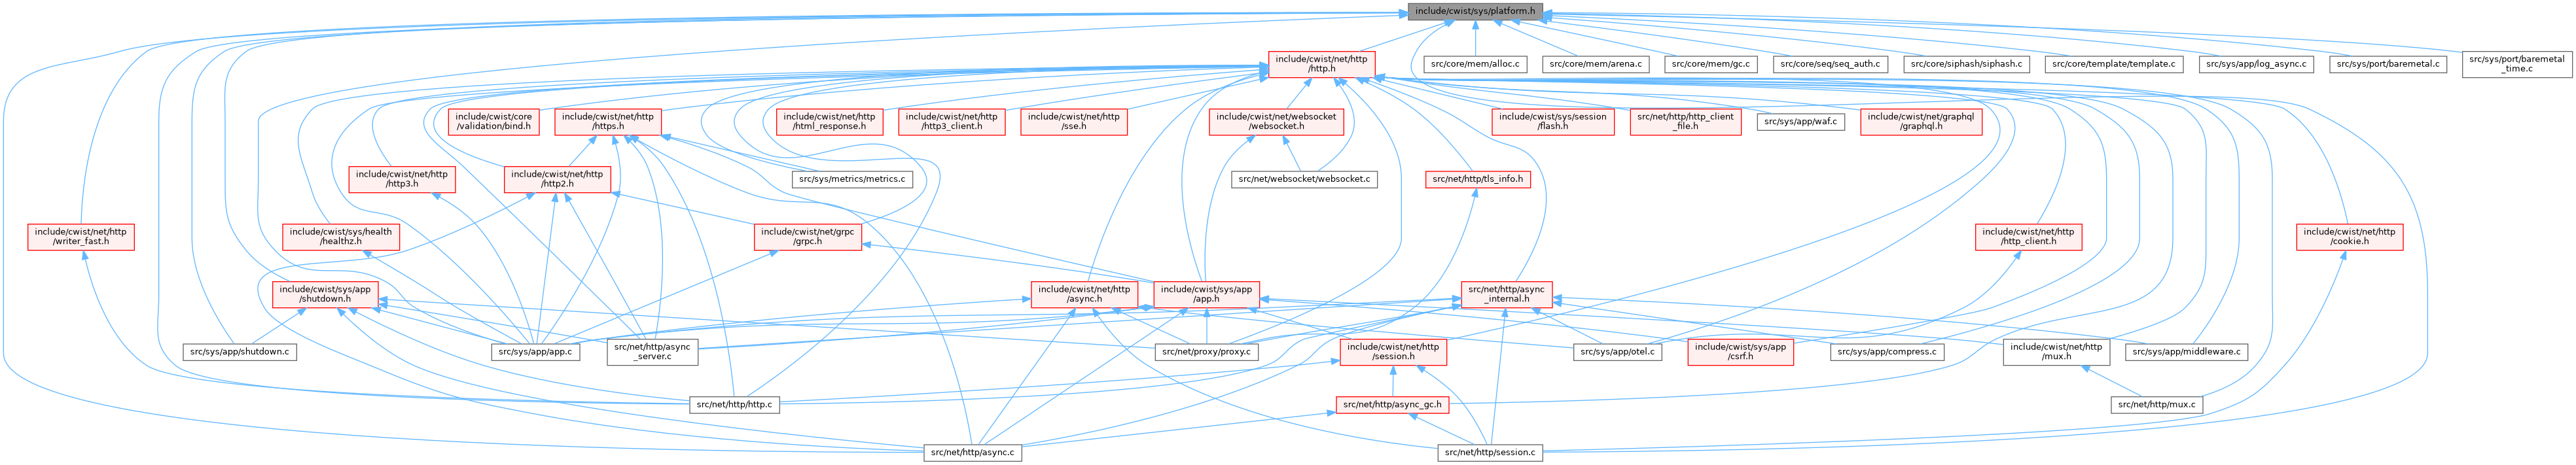 include/cwist/sys/platform.h
include/cwist/net/http
/http.h
src/core/mem/alloc.c
src/core/mem/arena.c
src/core/mem/gc.c
src/core/seq/seq_auth.c
src/core/siphash/siphash.c
src/core/template/template.c
src/sys/app/log_async.c
src/sys/port/baremetal.c
src/sys/port/baremetal
_time.c
include/cwist/core
/validation/bind.h
include/cwist/net/http
/https.h
include/cwist/net/http
/html_response.h
include/cwist/net/http
/http3_client.h
include/cwist/net/http
/sse.h
include/cwist/net/websocket
/websocket.h
include/cwist/sys/session
/flash.h
src/net/http/http_client
_file.h
src/sys/app/waf.c
include/cwist/net/graphql
/graphql.h
include/cwist/net/http
/http3.h
include/cwist/net/http
/http2.h
src/sys/metrics/metrics.c
src/net/websocket/websocket.c
src/net/http/tls_info.h
include/cwist/net/http
/writer_fast.h
include/cwist/sys/health
/healthz.h
include/cwist/net/grpc
/grpc.h
include/cwist/net/http
/http_client.h
include/cwist/net/http
/cookie.h
include/cwist/sys/app
/shutdown.h
include/cwist/net/http
/async.h
include/cwist/sys/app
/app.h
src/net/http/async
_internal.h
src/sys/app/shutdown.c
src/sys/app/app.c
src/net/http/async
_server.c
src/net/proxy/proxy.c
include/cwist/net/http
/session.h
src/sys/app/otel.c
include/cwist/sys/app
/csrf.h
src/sys/app/compress.c
include/cwist/net/http
/mux.h
src/sys/app/middleware.c
src/net/http/http.c
src/net/http/async_gc.h
src/net/http/mux.c
src/net/http/async.c
src/net/http/session.c